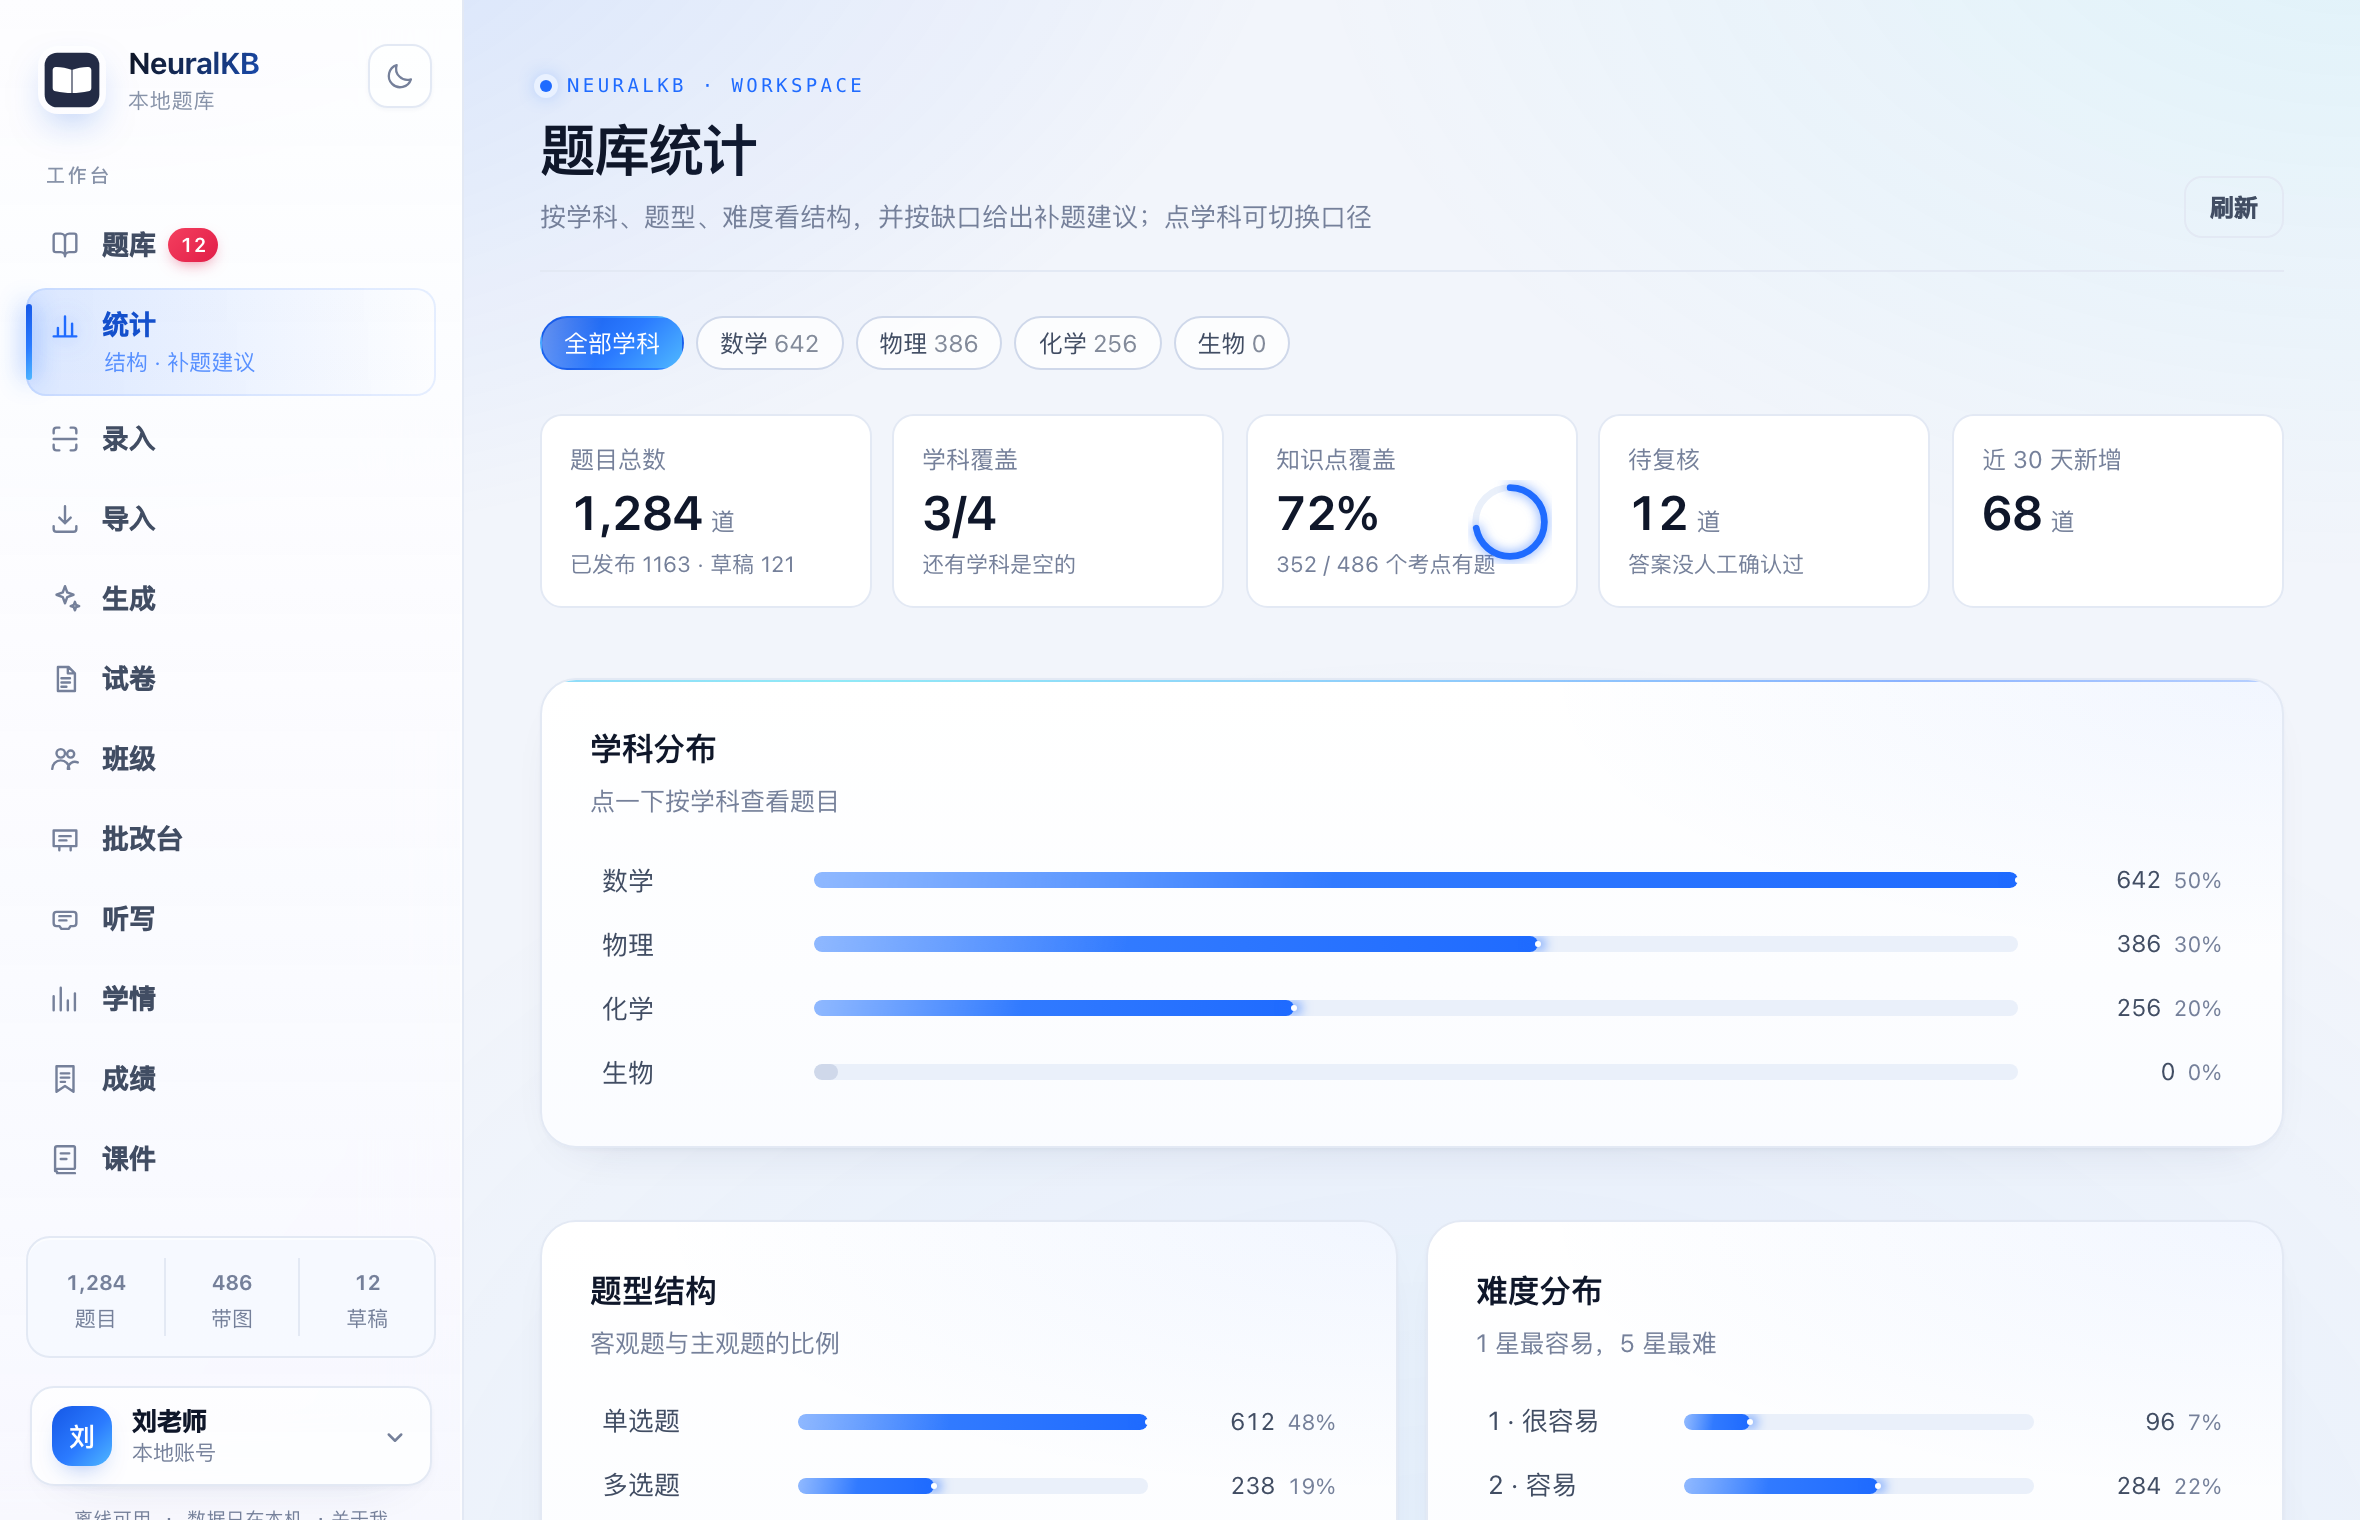 NeuralKB
本地题库
工作台
题库 12
统计
结构 · 补题建议
录入
导入
生成
试卷
班级
批改台
听写
学情
成绩
课件
1,284 486 12
题目 带图 草稿
刘 刘老师
本地账号
离线可用 · 数据只在本机 · 关于我
NEURALKB · WORKSPACE
题库统计
按学科、题型、难度看结构，并按缺口给出补题建议；点学科可切换口径
刷新
全部学科 数学 642 物理 386 化学 256 生物 0
题目总数
1,284 道
已发布 1163 · 草稿 121
学科覆盖
3/4
还有学科是空的
知识点覆盖
72%
352 / 486 个考点有题
待复核
12 道
答案没人工确认过
近 30 天新增
68 道
学科分布
点一下按学科查看题目
数学 642 50%
物理 386 30%
化学 256 20%
生物 0 0%
题型结构
客观题与主观题的比例
单选题 612 48%
多选题 238 19%
难度分布
1 星最容易，5 星最难
1 · 很容易 96 7%
2 · 容易 284 22%